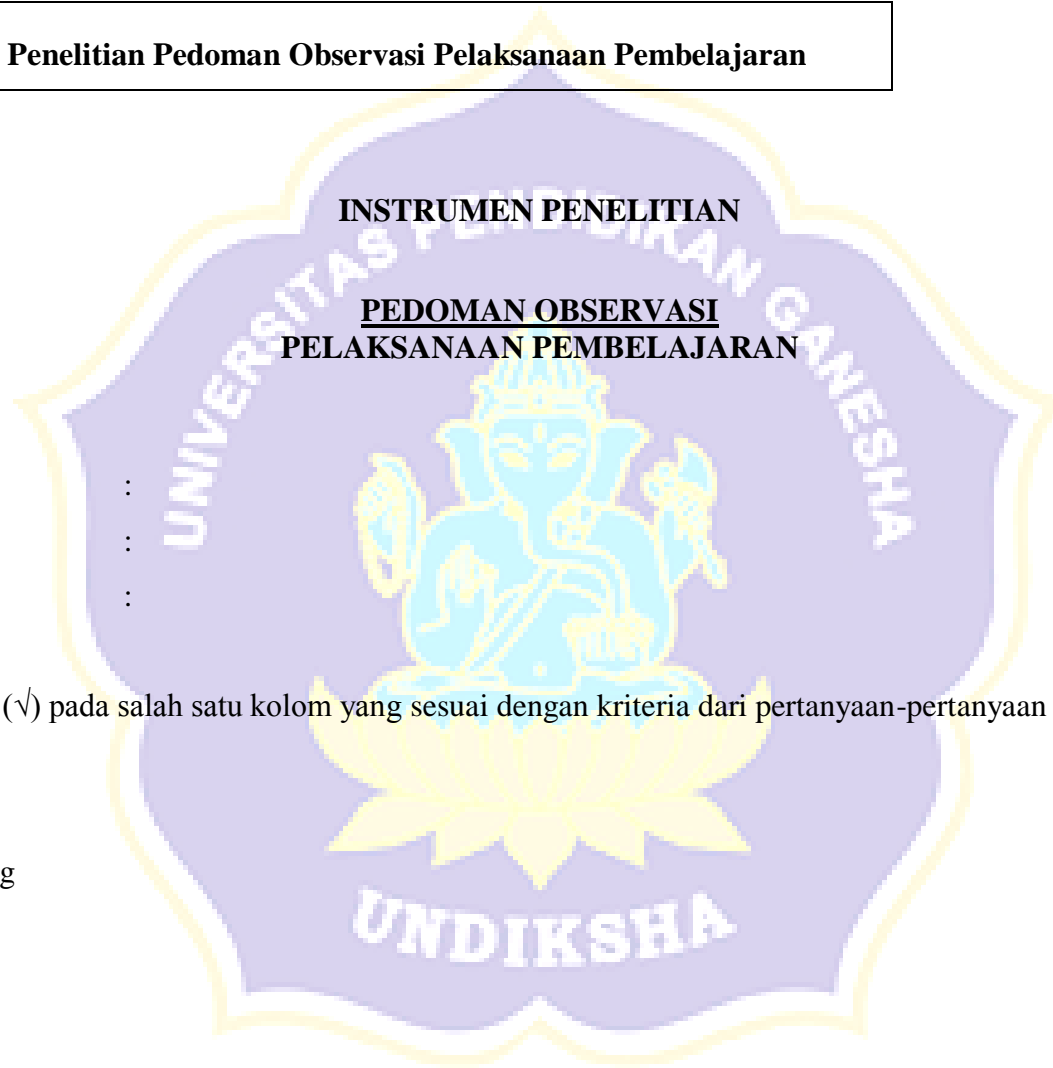 Penelitian Pedoman Observasi Pelaksanaan Pembelajaran
INSTRUMEN PENELITIAN
UNIVERSITAS PENDIDIKAN GANESHA
PEDOMAN OBSERVASI
PELAKSANAAN PEMBELAJARAN
:
:
:
(√) pada salah satu kolom yang sesuai dengan kriteria dari pertanyaan-pertanyaan
g
UNDIKSHA